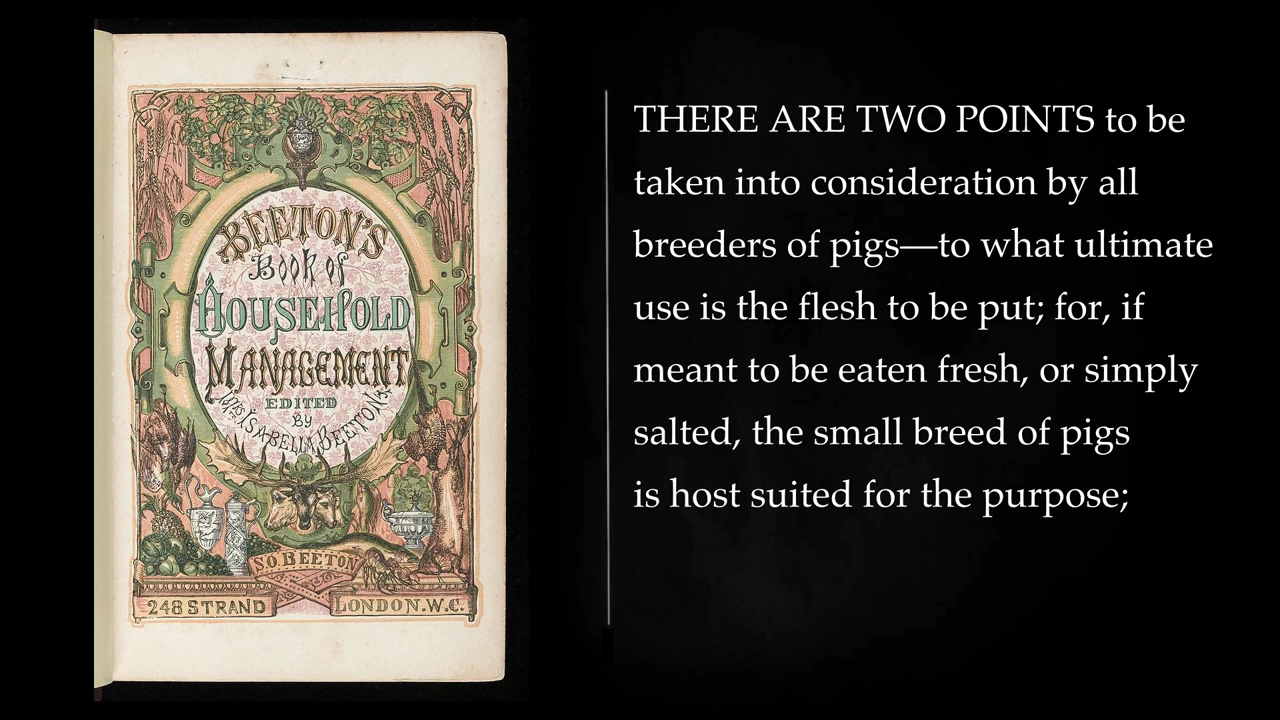 BEETON'S
Book of
HOUSEHOLD
MANAGEMENT
EDITED
BY
MRS ISABELLA BEETON
S.O. BEETON
248 STRAND
LONDON. W.C.
THERE ARE TWO POINTS to be
taken into consideration by all
breeders of pigs—to what ultimate
use is the flesh to be put; for, if
meant to be eaten fresh, or simply
salted, the small breed of pigs
is host suited for the purpose;